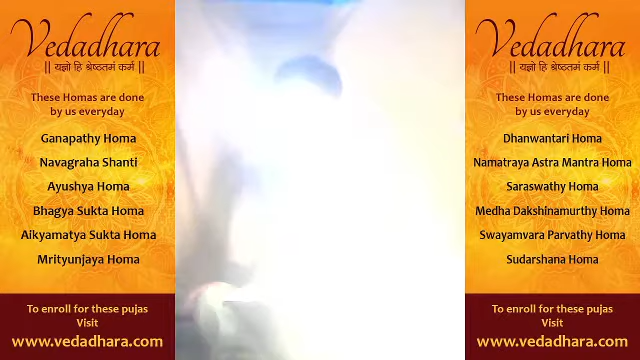 Vedadhara
|| यज्ञो हि श्रेष्ठतमं कर्म ||
These Homas are done
by us everyday
Ganapathy Homa
Navagraha Shanti
Ayushya Homa
Bhagya Sukta Homa
Aikyamatya Sukta Homa
Mrityunjaya Homa
To enroll for these pujas
Visit
www.vedadhara.com
Vedadhara
|| यज्ञो हि श्रेष्ठतमं कर्म ||
These Homas are done
by us everyday
Dhanwantari Homa
Namatraya Astra Mantra Homa
Saraswathy Homa
Medha Dakshinamurthy Homa
Swayamvara Parvathy Homa
Sudarshana Homa
To enroll for these pujas
Visit
www.vedadhara.com